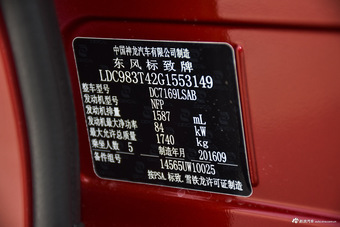 中国神龙汽车有限公司制造
东风标致牌
LDC983T42G1553149
整车型号 DC7169LSAB
发动机型号 NFP
发动机排量 1587 mL
发动机最大净功率 84 kW
最大允许总质量 1740 kg
乘坐人数 5 制造年月 201609
备件组号 14565UW10025
按PSA.标致.雪铁龙许可证制造